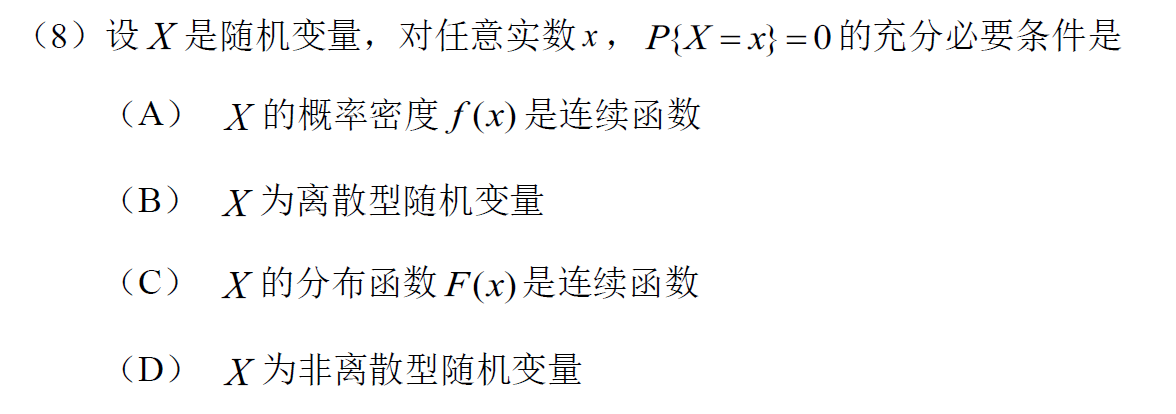 （8）设 X 是随机变量，对任意实数 x ，P{X = x} = 0 的充分必要条件是
（A） X 的概率密度 f (x) 是连续函数
（B） X 为离散型随机变量
（C） X 的分布函数 F(x) 是连续函数
（D） X 为非离散型随机变量